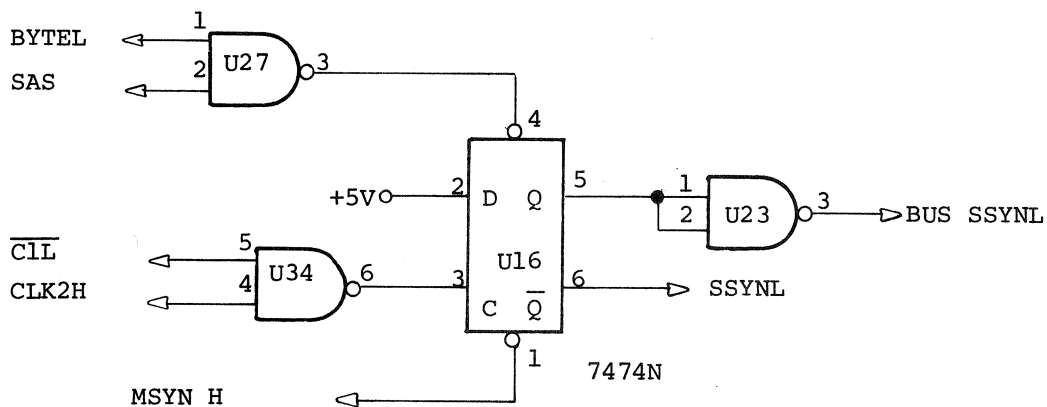 BYTEL
1
SAS
2
U27
3
4
+5V
2
D
Q
5
1
2
U23
3
BUS SSYNL
C1L
5
CLK2H
4
U34
6
3
U16
C
Q
6
SSYNL
1
7474N
MSYN H